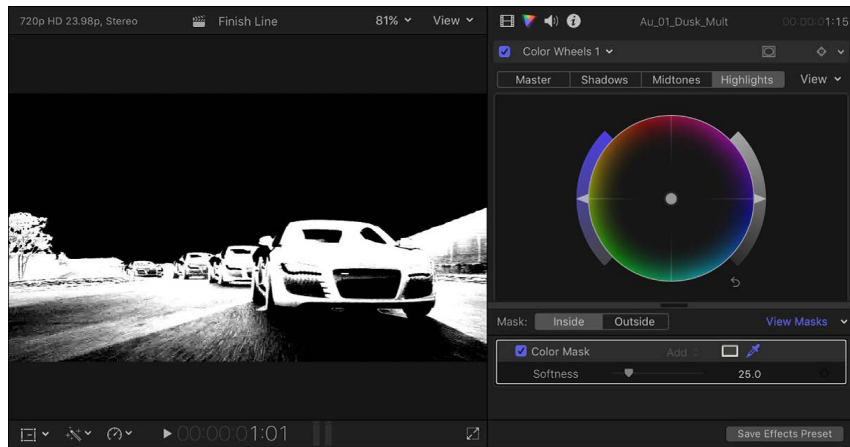 720p HD 23.98p, Stereo Finish Line 81% View
Au_01_Dusk_Mult 00:00:01:15
Color Wheels 1
Master Shadows Midtones Highlights View
Mask: Inside Outside View Masks
Color Mask Add
Softness 25.0
00:00:01:01
Save Effects Preset